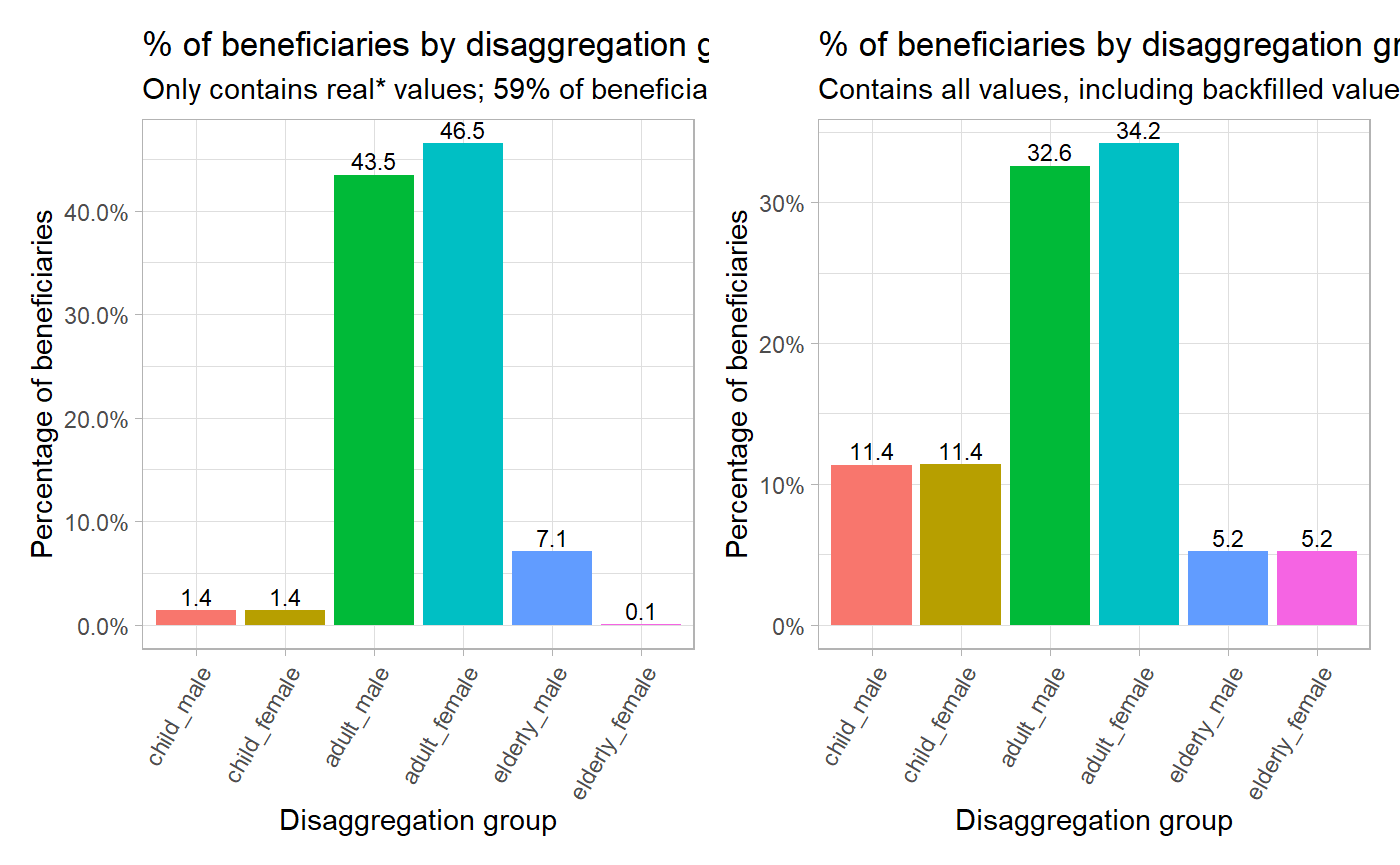 % of beneficiaries by disaggregation
Only contains real* values; 59% of
46.5
43.5
40.0%
30.0%
20.0%
10.0%
0.0%
1.4
1.4
7.1
0.1
Percentage of beneficiaries
child_male
child_female
adult_male
adult_female
elderly_male
elderly_female
Disaggregation group
% of beneficiaries by disaggregation
Contains all values, including backfilled
34.2
32.6
30%
20%
10%
0%
11.4
11.4
5.2
5.2
Percentage of beneficiaries
child_male
child_female
adult_male
adult_female
elderly_male
elderly_female
Disaggregation group